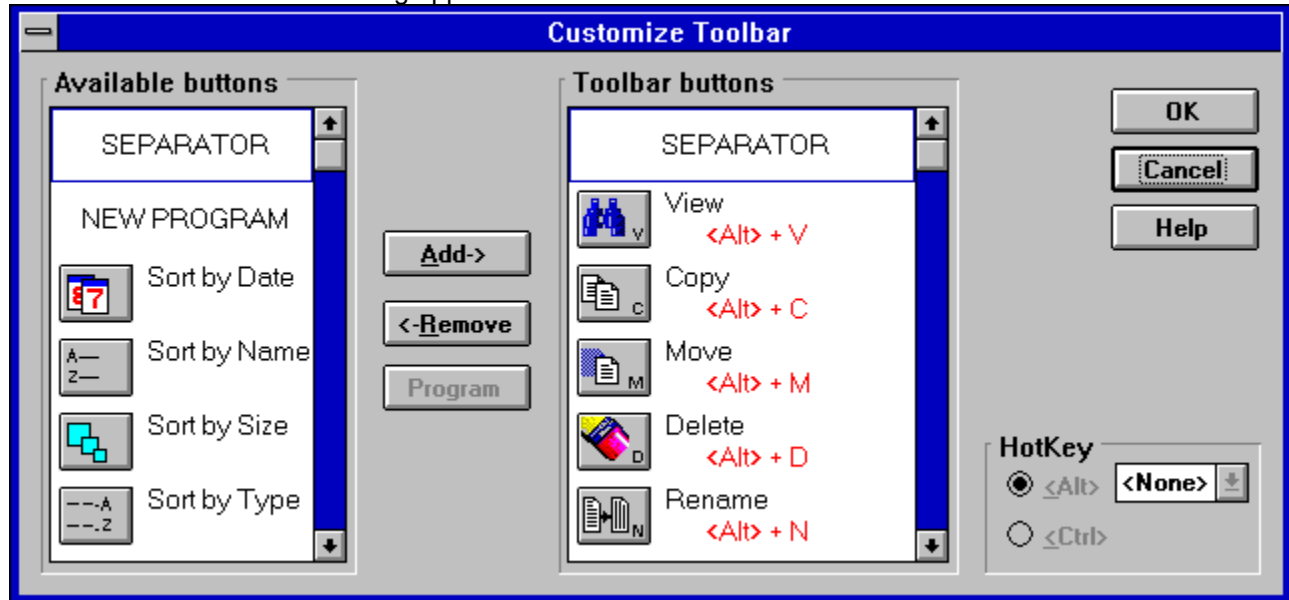 Customize Toolbar
Available buttons
SEPARATOR
NEW PROGRAM
87
Sort by Date
A—
Z—
Sort by Name
Sort by Size
---.A
---.Z
Sort by Type
Add->
<-Remove
Program
Toolbar buttons
SEPARATOR
V
View
<Alt> + V
C
Copy
<Alt> + C
M
Move
<Alt> + M
D
Delete
<Alt> + D
N
Rename
<Alt> + N
OK
Cancel
Help
HotKey
<Alt>
<None>
<Ctrl>